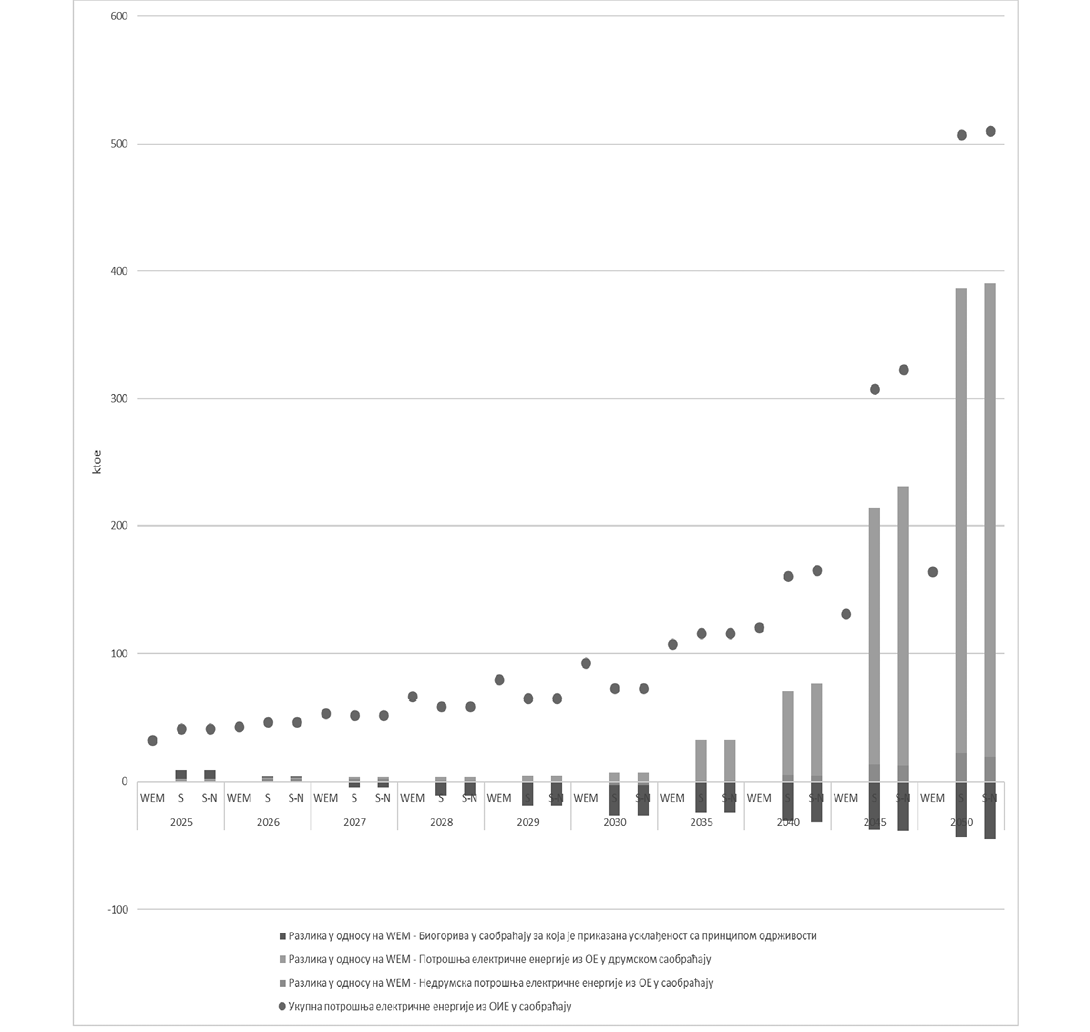 600
500
400
300
200
100
0
-100
ktoe
WEM S S-N WEM S S-N WEM S S-N WEM S S-N WEM S S-N WEM S S-N WEM S S-N WEM S S-N WEM S S-N WEM S S-N
2025 2026 2027 2028 2029 2030 2035 2040 2045 2050
Разлика у односу на WEM - Биогорива у саобраћају за која је приказана усклађеност са принципом одрживости
Разлика у односу на WEM - Потрошња електричне енергије из ОЕ у друмском саобраћају
Разлика у односу на WEM - Недрумска потрошња електричне енергије из ОЕ у саобраћају
Укупна потрошња електричне енергије из ОИЕ у саобраћају